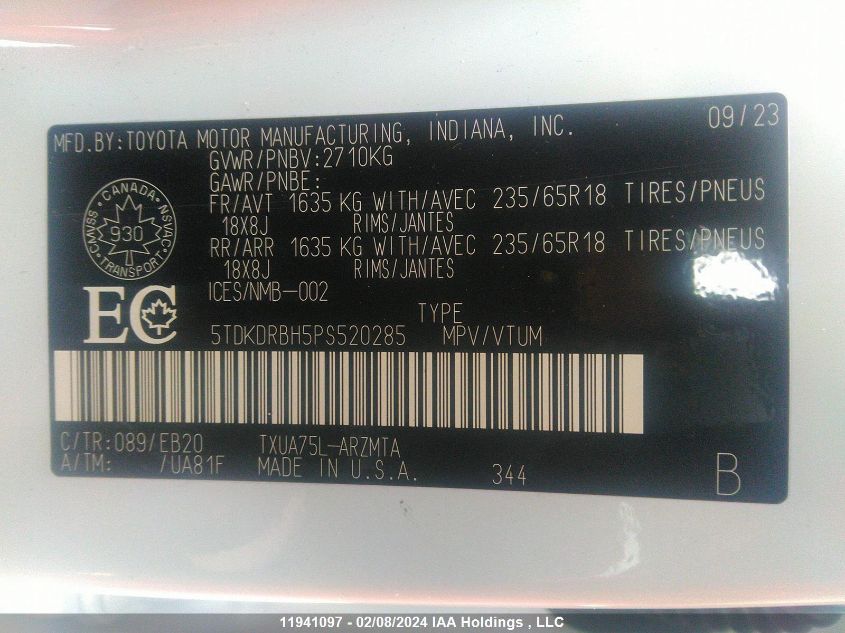 09/23
MFD.BY:TOYOTA MOTOR MANUFACTURING, INDIANA, INC.
GVWR/PNBV:2710KG
GAWR/PNBE:
FR/AVT 1635 KG WITH/AVEC 235/65R18 TIRES/PNEUS
18X8J RIMS/JANTES
RR/ARR 1635 KG WITH/AVEC 235/65R18 TIRES/PNEUS
18X8J RIMS/JANTES
ICES/NMB-002
CANADA
CMVSS 930 NSVAC
TRANSPORT
EC
TYPE
5TDKDRBH5PS520285 MPV/VTUM
C/TR:089/EB20 TXUA75L-ARZMTA
A/TM: /UA81F MADE IN U.S.A. 344 B
11941097 - 02/08/2024 IAA Holdings , LLC